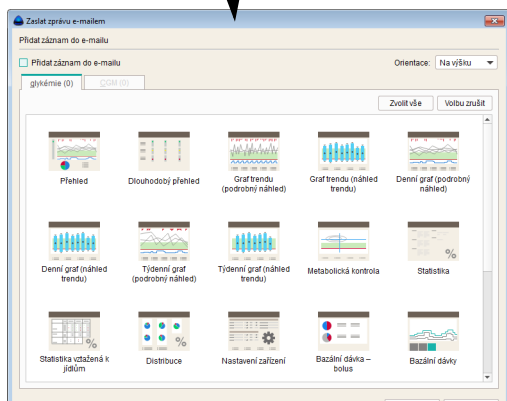 Zaslat zprávu e-mailem
Přidat záznam do e-mailu
Přidat záznam do e-mailu
Orientace: Na výšku
glykémie (0) CGM (0)
Zvolit vše Volbu zrušit
Přehled
Dlouhodobý přehled
Graf trendu
(podrobný náhled)
Graf trendu (náhled
trendu)
Denní graf (podrobný
náhled)
Denní graf (náhled
trendu)
Týdenní graf
(podrobný náhled)
Týdenní graf (náhled
trendu)
Metabolická kontrola
%
Statistika
%
Statistika vztažená k
jídlům
Distribuce
Nastavení zařízení
Bazální dávka –
bolus
Bazální dávky